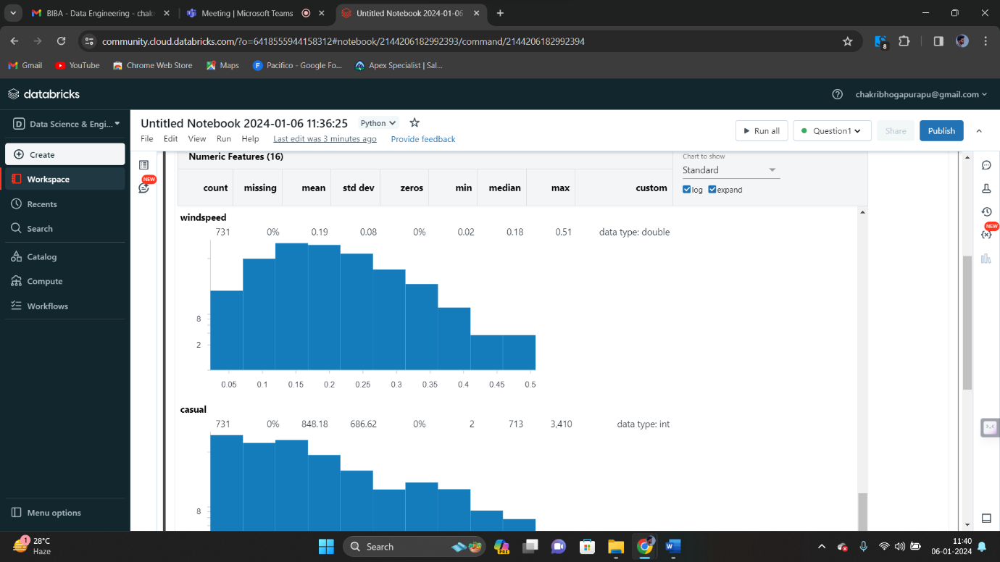 BIBA - Data Engineering - chak
Meeting | Microsoft Teams
Untitled Notebook 2024-01-06
community.cloud.databricks.com/?o=6418555944158312#notebook/2144206182992393/command/2144206182992394
8
Gmail
YouTube
Chrome Web Store
Maps
Pacifico - Google Fo...
Apex Specialist | Sal...
databricks
chakribhogapurapu@gmail.com
D Data Science & Engi...
Untitled Notebook 2024-01-06 11:36:25 Python
File Edit View Run Help Last edit was 3 minutes ago Provide feedback
Run all
Question1
Share
Publish
Create
Workspace
Recents
Search
Catalog
Compute
Workflows
Menu options
NEW
NEW
Numeric Features (16)
Chart to show
Standard
log expand
count missing mean std dev zeros min median max custom
windspeed
731 0% 0.19 0.08 0% 0.02 0.18 0.51 data type: double
8
2
0.05 0.1 0.15 0.2 0.25 0.3 0.35 0.4 0.45 0.5
casual
731 0% 848.18 686.62 0% 2 713 3,410 data type: int
8
1
28°C
Haze
Search
PRE
11:40
06-01-2024